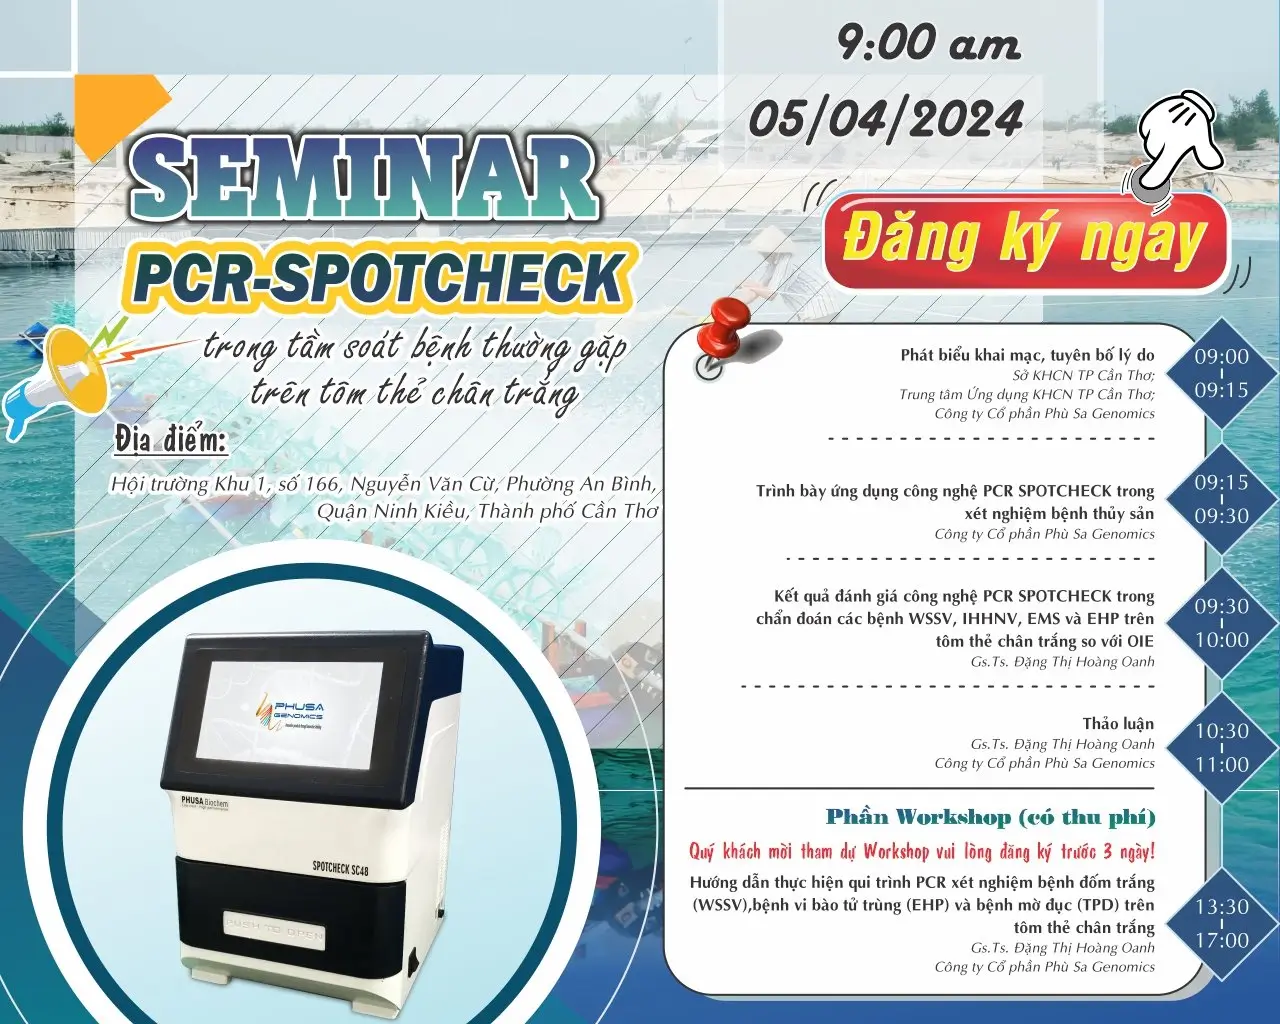 9:00 am
05/04/2024
SEMINAR
PCR-SPOTCHECK
trong tầm soát bệnh thường gặp
trên tôm thẻ chân trắng
Đăng ký ngay
Địa điểm:
Hội trường Khu 1, số 166, Nguyễn Văn Cừ, Phường An Bình,
Quận Ninh Kiều, Thành phố Cần Thơ
Phát biểu khai mạc, tuyên bố lý do
Sở KHCN TP Cần Thơ;
Trung tâm Ứng dụng KHCN TP Cần Thơ;
Công ty Cổ phần Phù Sa Genomics
09:00
09:15
Trình bày ứng dụng công nghệ PCR SPOTCHECK trong
xét nghiệm bệnh thủy sản
Công ty Cổ phần Phù Sa Genomics
09:15
09:30
Kết quả đánh giá công nghệ PCR SPOTCHECK trong
chẩn đoán các bệnh WSSV, IHHNV, EMS và EHP trên
tôm thẻ chân trắng so với OIE
Gs.Ts. Đặng Thị Hoàng Oanh
09:30
10:00
Thảo luận
Gs.Ts. Đặng Thị Hoàng Oanh
Công ty Cổ phần Phù Sa Genomics
10:30
11:00
Phần Workshop (có thu phí)
Quý khách mời tham dự Workshop vui lòng đăng ký trước 3 ngày!
Hướng dẫn thực hiện qui trình PCR xét nghiệm bệnh đốm trắng
(WSSV),bệnh vi bào tử trùng (EHP) và bệnh mờ đục (TPD) trên
tôm thẻ chân trắng
Gs.Ts. Đặng Thị Hoàng Oanh
Công ty Cổ phần Phù Sa Genomics
13:30
17:00
PHUSA
GENOMICS
PHUSA Biochem
SPOTCHECK SC48
PUSH TO OPEN